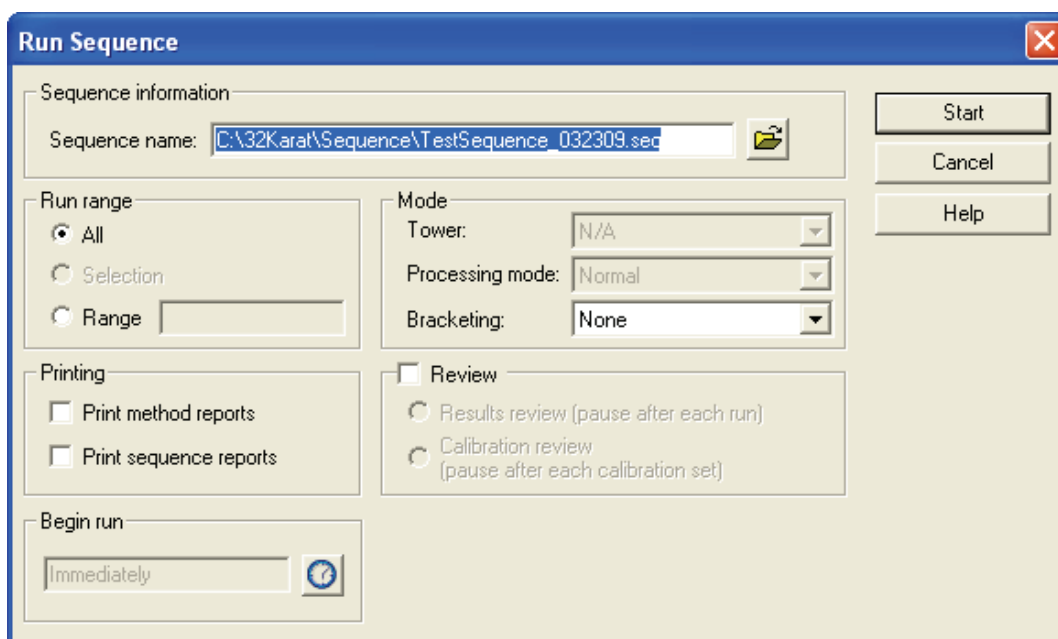 Run Sequence
Sequence information
Sequence name: C:\32Karat\Sequence\TestSequence_032309.seq
Start
Cancel
Help
Run range
All
Selection
Range
Mode
Tower: N/A
Processing mode: Normal
Bracketing: None
Printing
Print method reports
Print sequence reports
Review
Results review (pause after each run)
Calibration review
(pause after each calibration set)
Begin run
Immediately